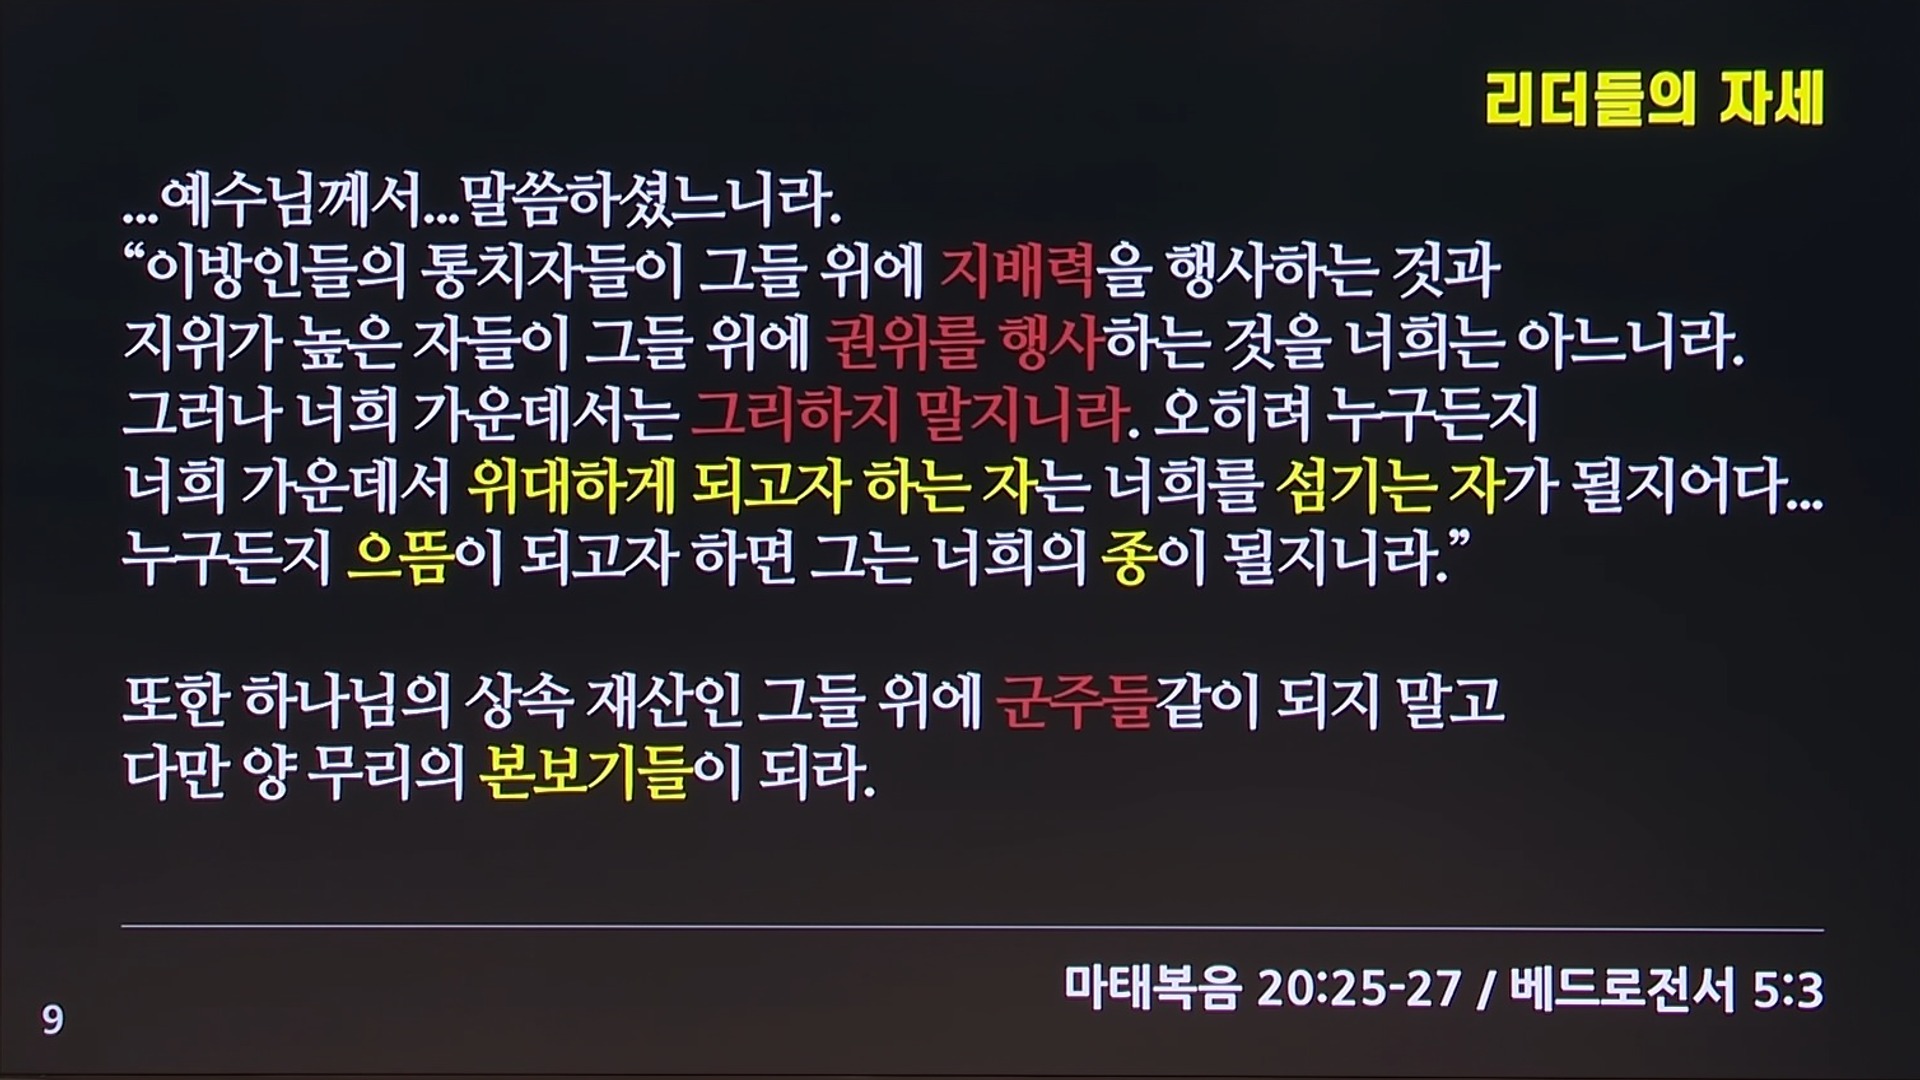 리더들의 자세
...예수님께서...말씀하셨느니라.
“이방인들의 통치자들이 그들 위에 지배력을 행사하는 것과
지위가 높은 자들이 그들 위에 권위를 행사하는 것을 너희는 아느니라.
그러나 너희 가운데서는 그리하지 말지니라. 오히려 누구든지
너희 가운데서 위대하게 되고자 하는 자는 너희를 섬기는 자가 될지어다...
누구든지 으뜸이 되고자 하면 그는 너희의 종이 될지니라.”
또한 하나님의 상속 재산인 그들 위에 군주들같이 되지 말고
다만 양 무리의 본보기들이 되라.
마태복음 20:25-27 / 베드로전서 5:3
9